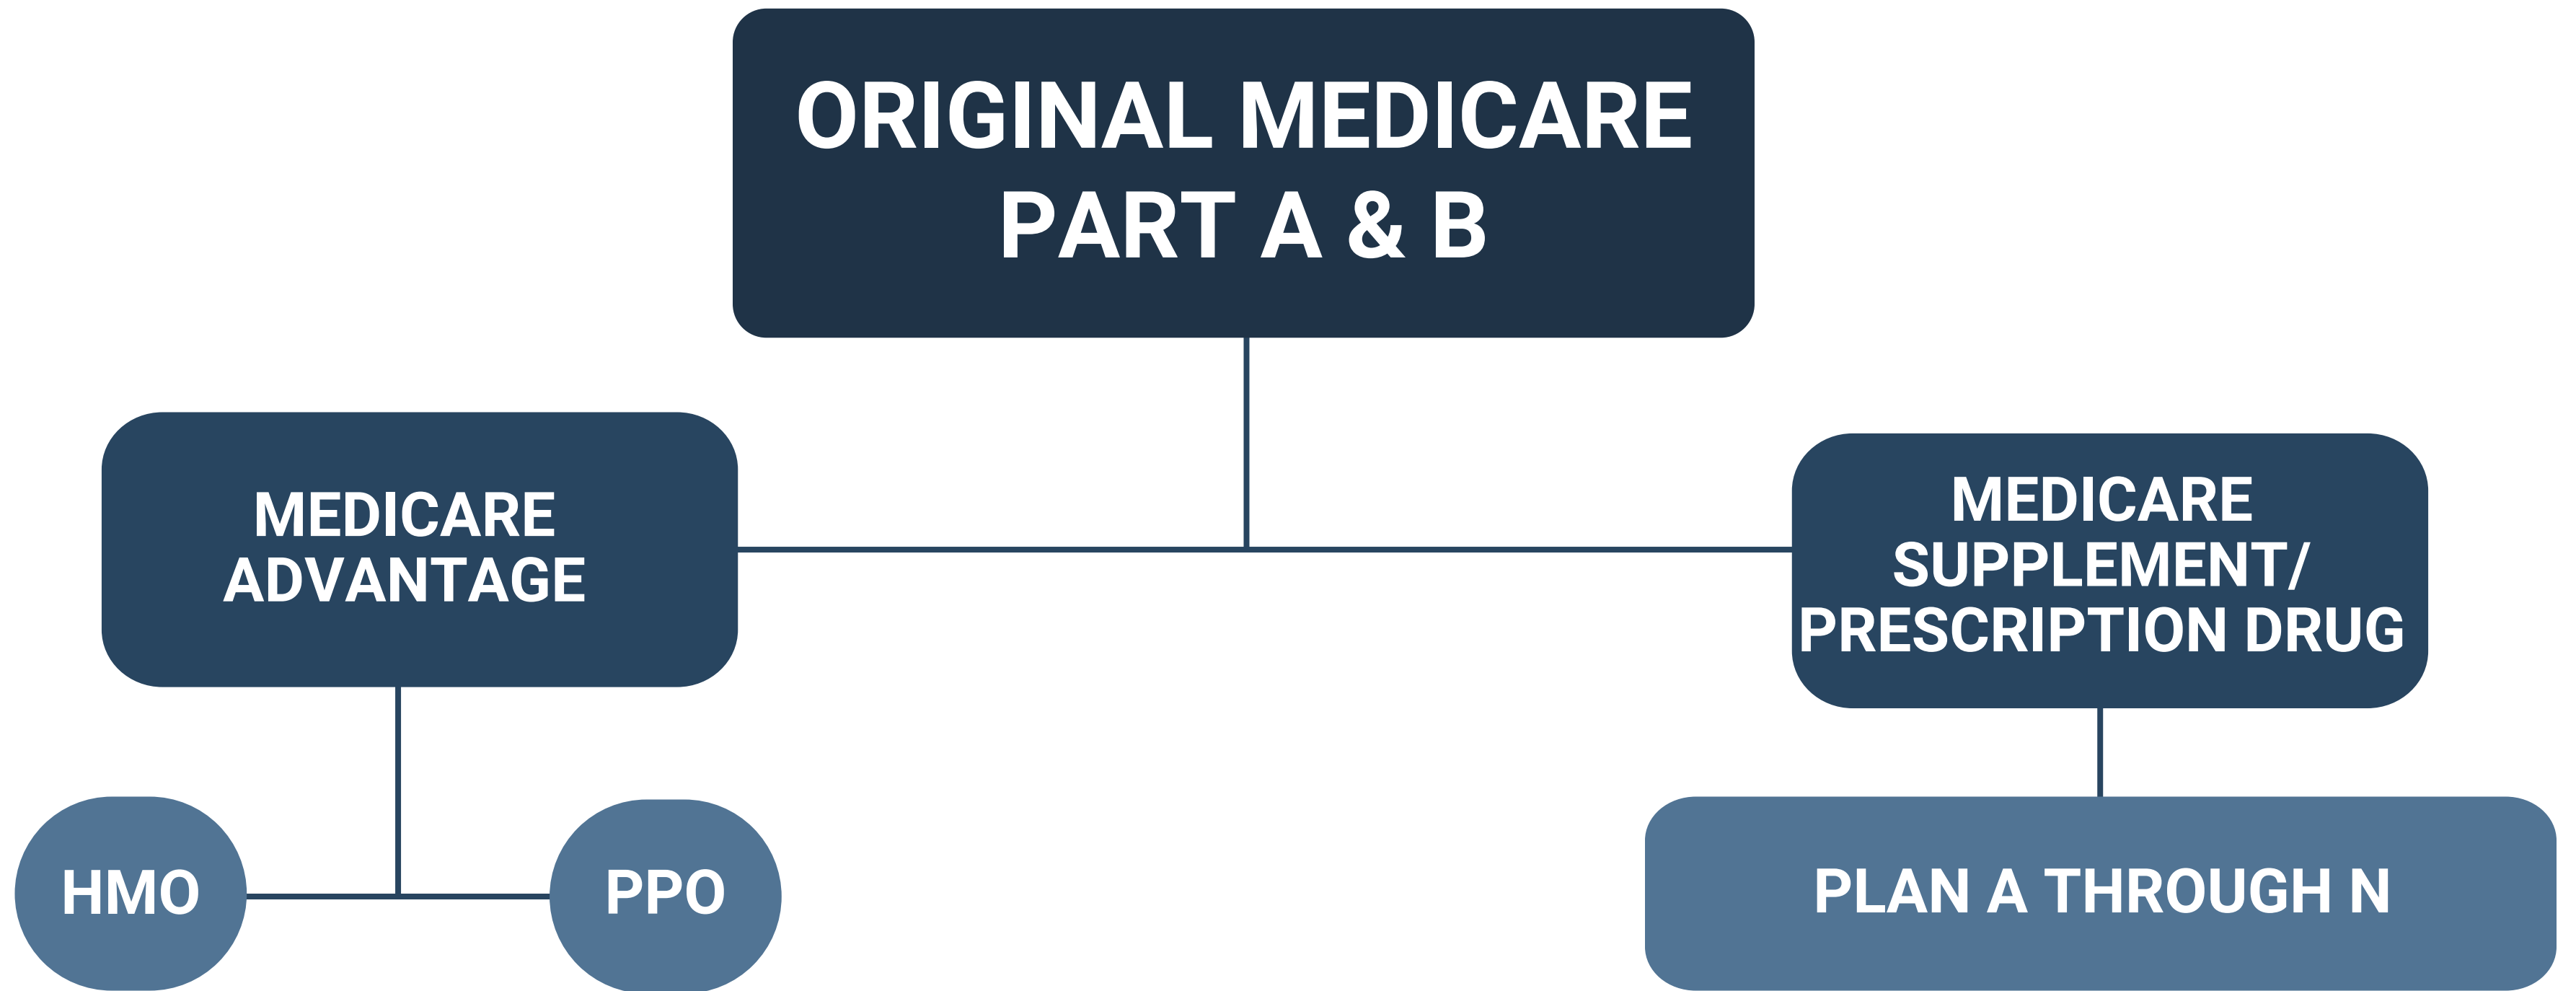 ORIGINAL MEDICARE
PART A & B
MEDICARE
ADVANTAGE
MEDICARE
SUPPLEMENT/
PRESCRIPTION DRUG
HMO
PPO
PLAN A THROUGH N